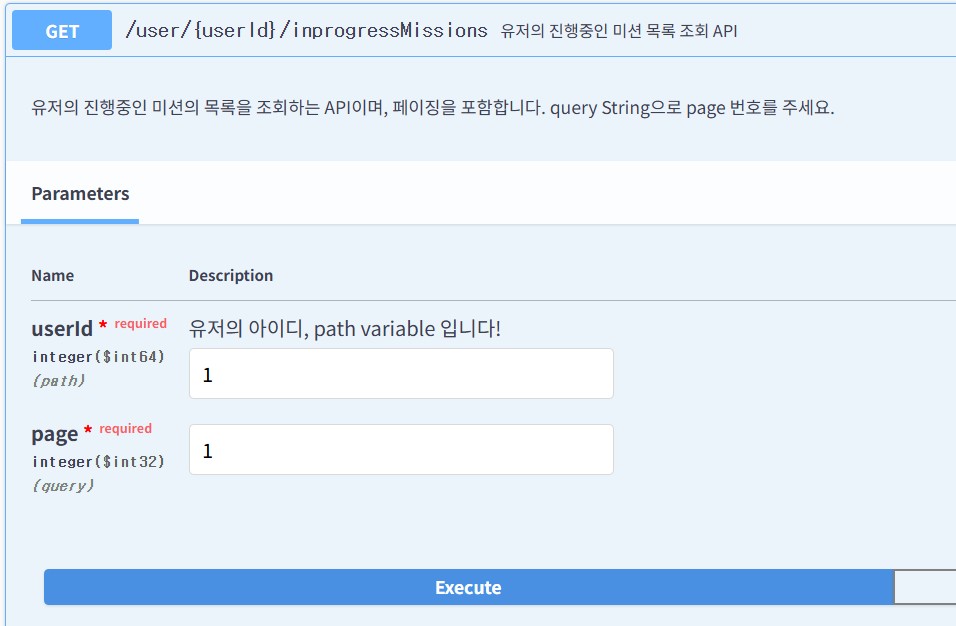 GET /user/{userId}/inprogressMissions 유저의 진행중인 미션 목록 조회 API
유저의 진행중인 미션의 목록을 조회하는 API이며, 페이징을 포함합니다. query String으로 page 번호를 주세요.
Parameters
Name Description
userId * required 유저의 아이디, path variable 입니다!
integer($int64)
(path)
1
page * required
integer($int32)
(query)
1
Execute